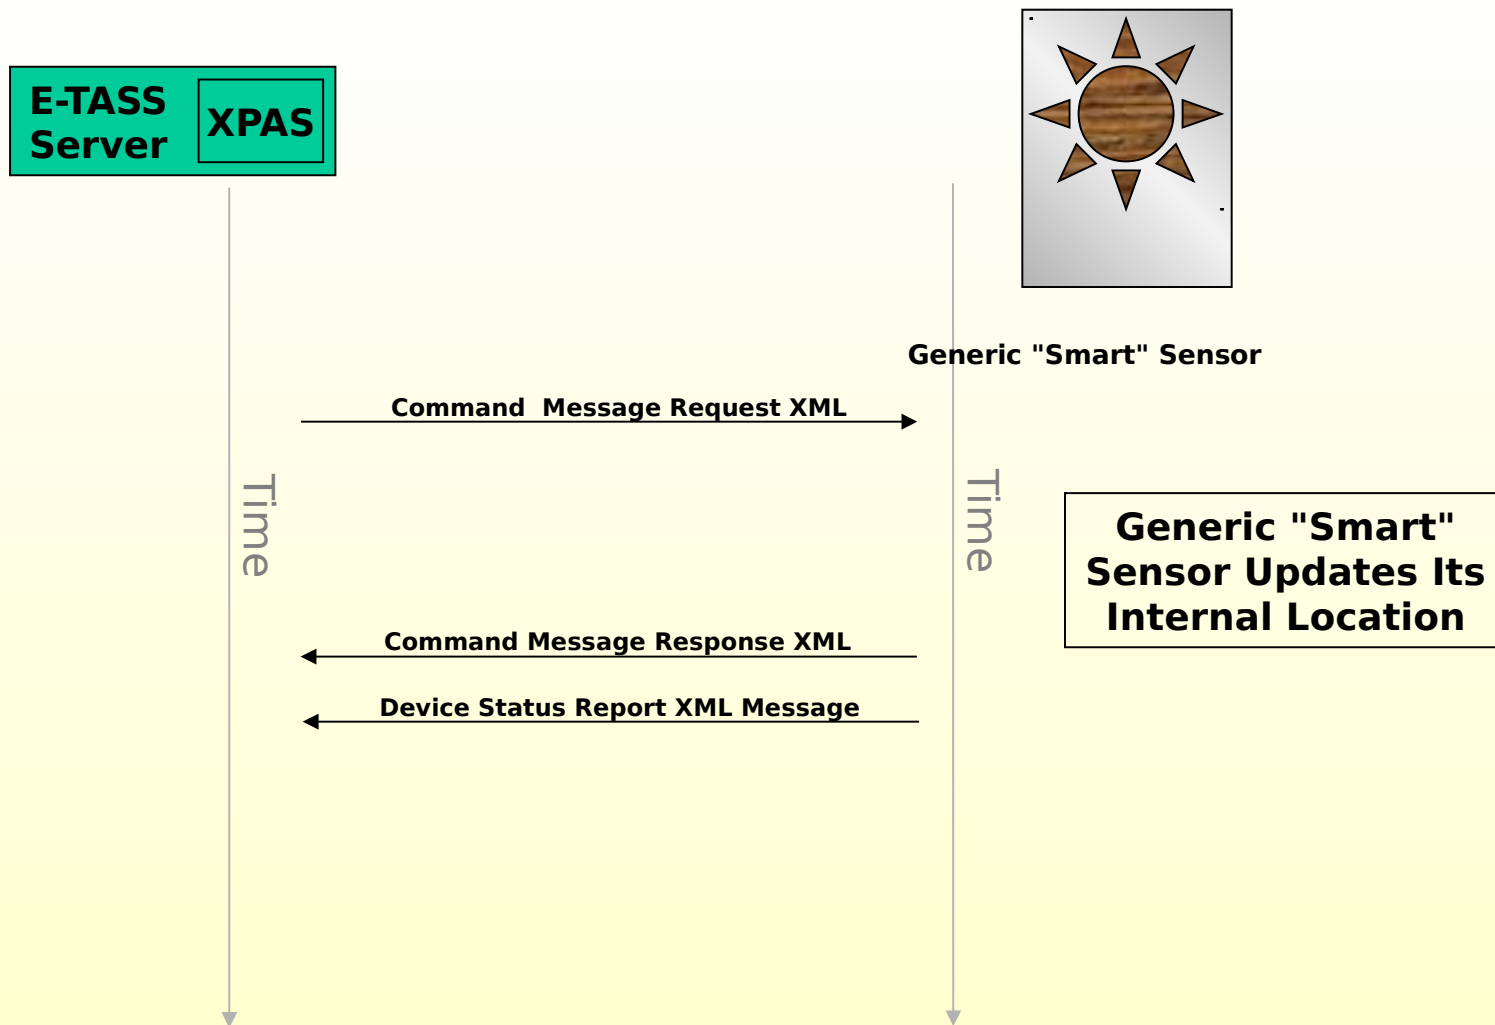 E-TASS
Server
XPAS
Generic "Smart" Sensor
Command  Message Request XML
Time
Time
Generic "Smart"
Sensor Updates Its
Internal Location
Command Message Response XML
Device Status Report XML Message